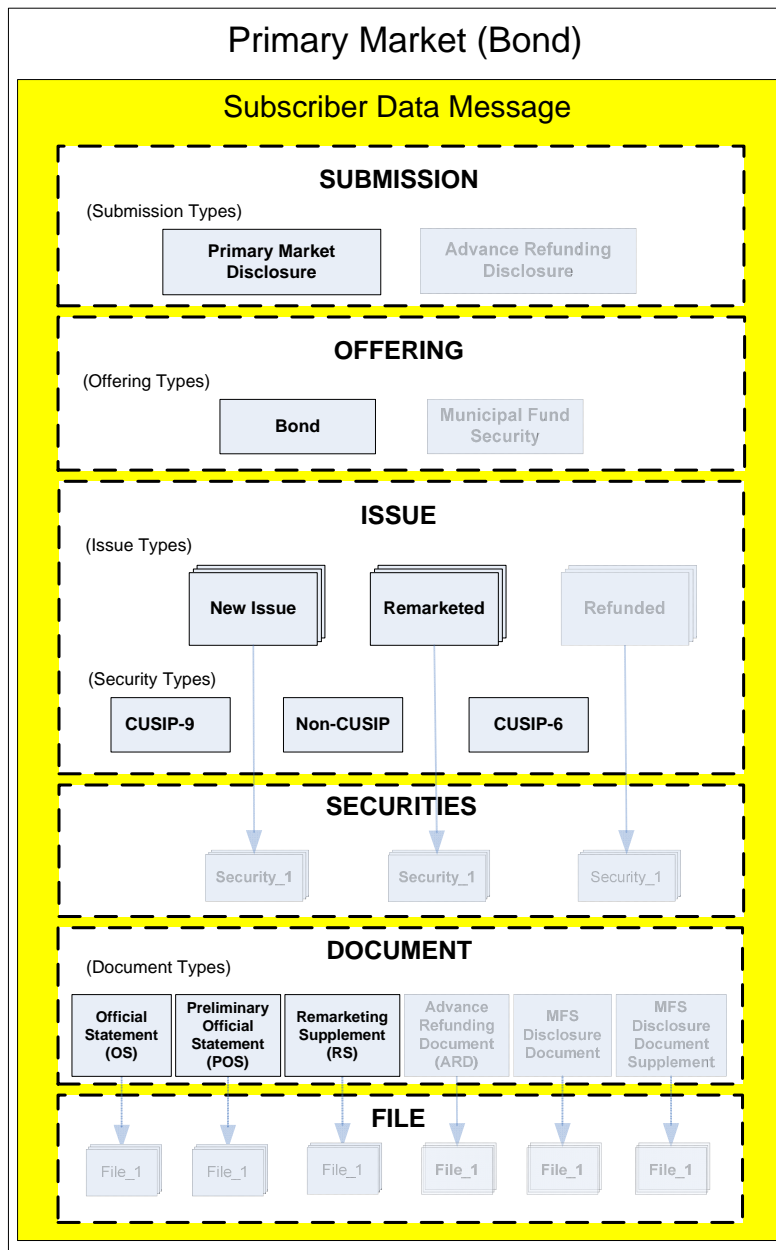 Primary Market (Bond)
Subscriber Data Message
SUBMISSION
(Submission Types)
Primary Market
Disclosure
Advance Refunding
Disclosure
OFFERING
(Offering Types)
Bond
Municipal Fund
Security
ISSUE
(Issue Types)
New Issue
Remarketed
Refunded
(Security Types)
CUSIP-9
Non-CUSIP
CUSIP-6
SECURITIES
Security_1
Security_1
Security_1
DOCUMENT
(Document Types)
Official
Statement
(OS)
Preliminary
Official
Statement
(POS)
Remarketing
Supplement
(RS)
Advance
Refunding
Document
(ARD)
MFS
Disclosure
Document
MFS
Disclosure
Document
Supplement
FILE
File_1
File_1
File_1
File_1
File_1
File_1